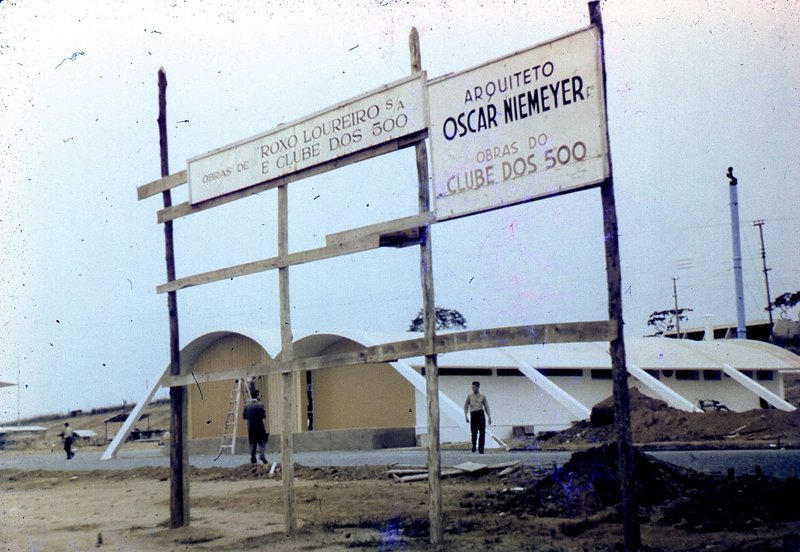 OBRAS DE ROXO LOUREIRO S/A
E CLUBE DOS 500
ARQUITETO
OSCAR NIEMEYER
OBRAS DO
CLUBE DOS 500